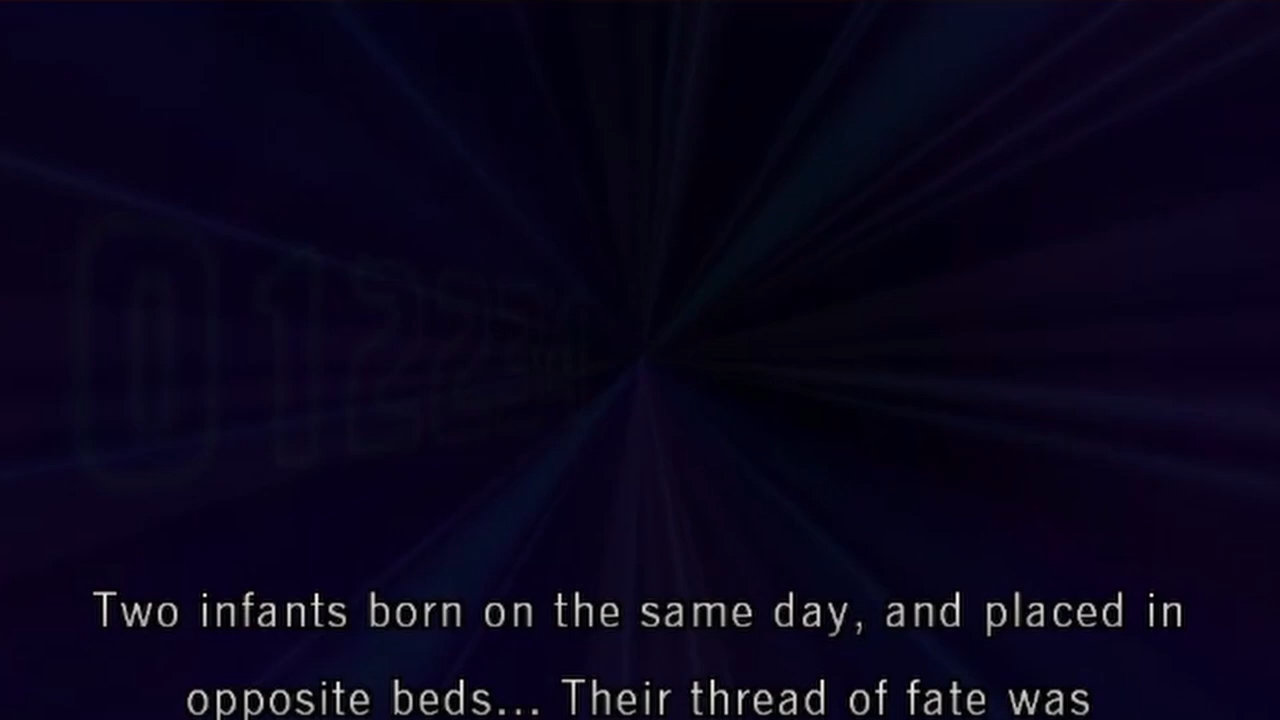 Two infants born on the same day, and placed in
opposite beds... Their thread of fate was